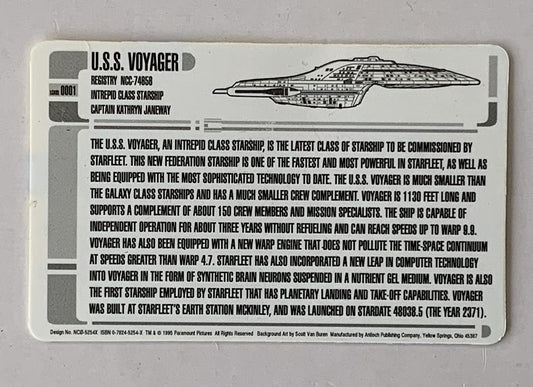 U.S.S. VOYAGER
REGISTRY NCC-74656
INTREPID CLASS STARSHIP
CAPTAIN KATHRYN JANEWAY
0001
THE U.S.S. VOYAGER, AN INTREPID CLASS STARSHIP, IS THE LATEST CLASS OF STARSHIP TO BE COMMISSIONED BY
STARFLEET. THIS NEW FEDERATION STARSHIP IS ONE OF THE FASTEST AND MOST POWERFUL IN STARFLEET, AS WELL AS
BEING EQUIPPED WITH THE MOST SOPHISTICATED TECHNOLOGY TO DATE. THE U.S.S. VOYAGER IS MUCH SMALLER THAN
THE GALAXY CLASS STARSHIPS AND HAS A MUCH SMALLER CREW COMPLEMENT. VOYAGER IS 1130 FEET LONG AND
SUPPORTS A COMPLEMENT OF ABOUT 150 CREW MEMBERS AND MISSION SPECIALISTS. THE SHIP IS CAPABLE OF
INDEPENDENT OPERATION FOR ABOUT THREE YEARS WITHOUT REFUELING AND CAN REACH SPEEDS UP TO WARP 9.9.
VOYAGER HAS ALSO BEEN EQUIPPED WITH A NEW WARP ENGINE THAT DOES NOT POLLUTE THE TIME-SPACE CONTINUUM
AT SPEEDS GREATER THAN WARP 4.7. STARFLEET HAS ALSO INCORPORATED A NEW LEAP IN COMPUTER TECHNOLOGY
INTO VOYAGER IN THE FORM OF SYNTHETIC BRAIN NEURONS SUSPENDED IN A NUTRIENT GEL MEDIUM. VOYAGER IS ALSO
THE FIRST STARSHIP EMPLOYED BY STARFLEET THAT HAS PLANETARY LANDING AND TAKE-OFF CAPABILITIES. VOYAGER
WAS BUILT AT STARFLEET'S EARTH STATION MCKINLEY, AND WAS LAUNCHED ON STARDATE 48038.5 (THE YEAR 2371).
Design No. NCØ-5254X ISBN 0-7824-5254-X TM & © 1995 Paramount Pictures All Rights Reserved Background Art by Scott Van Buren Manufactured by Antioch Publishing Company, Yellow Springs, Ohio 45387